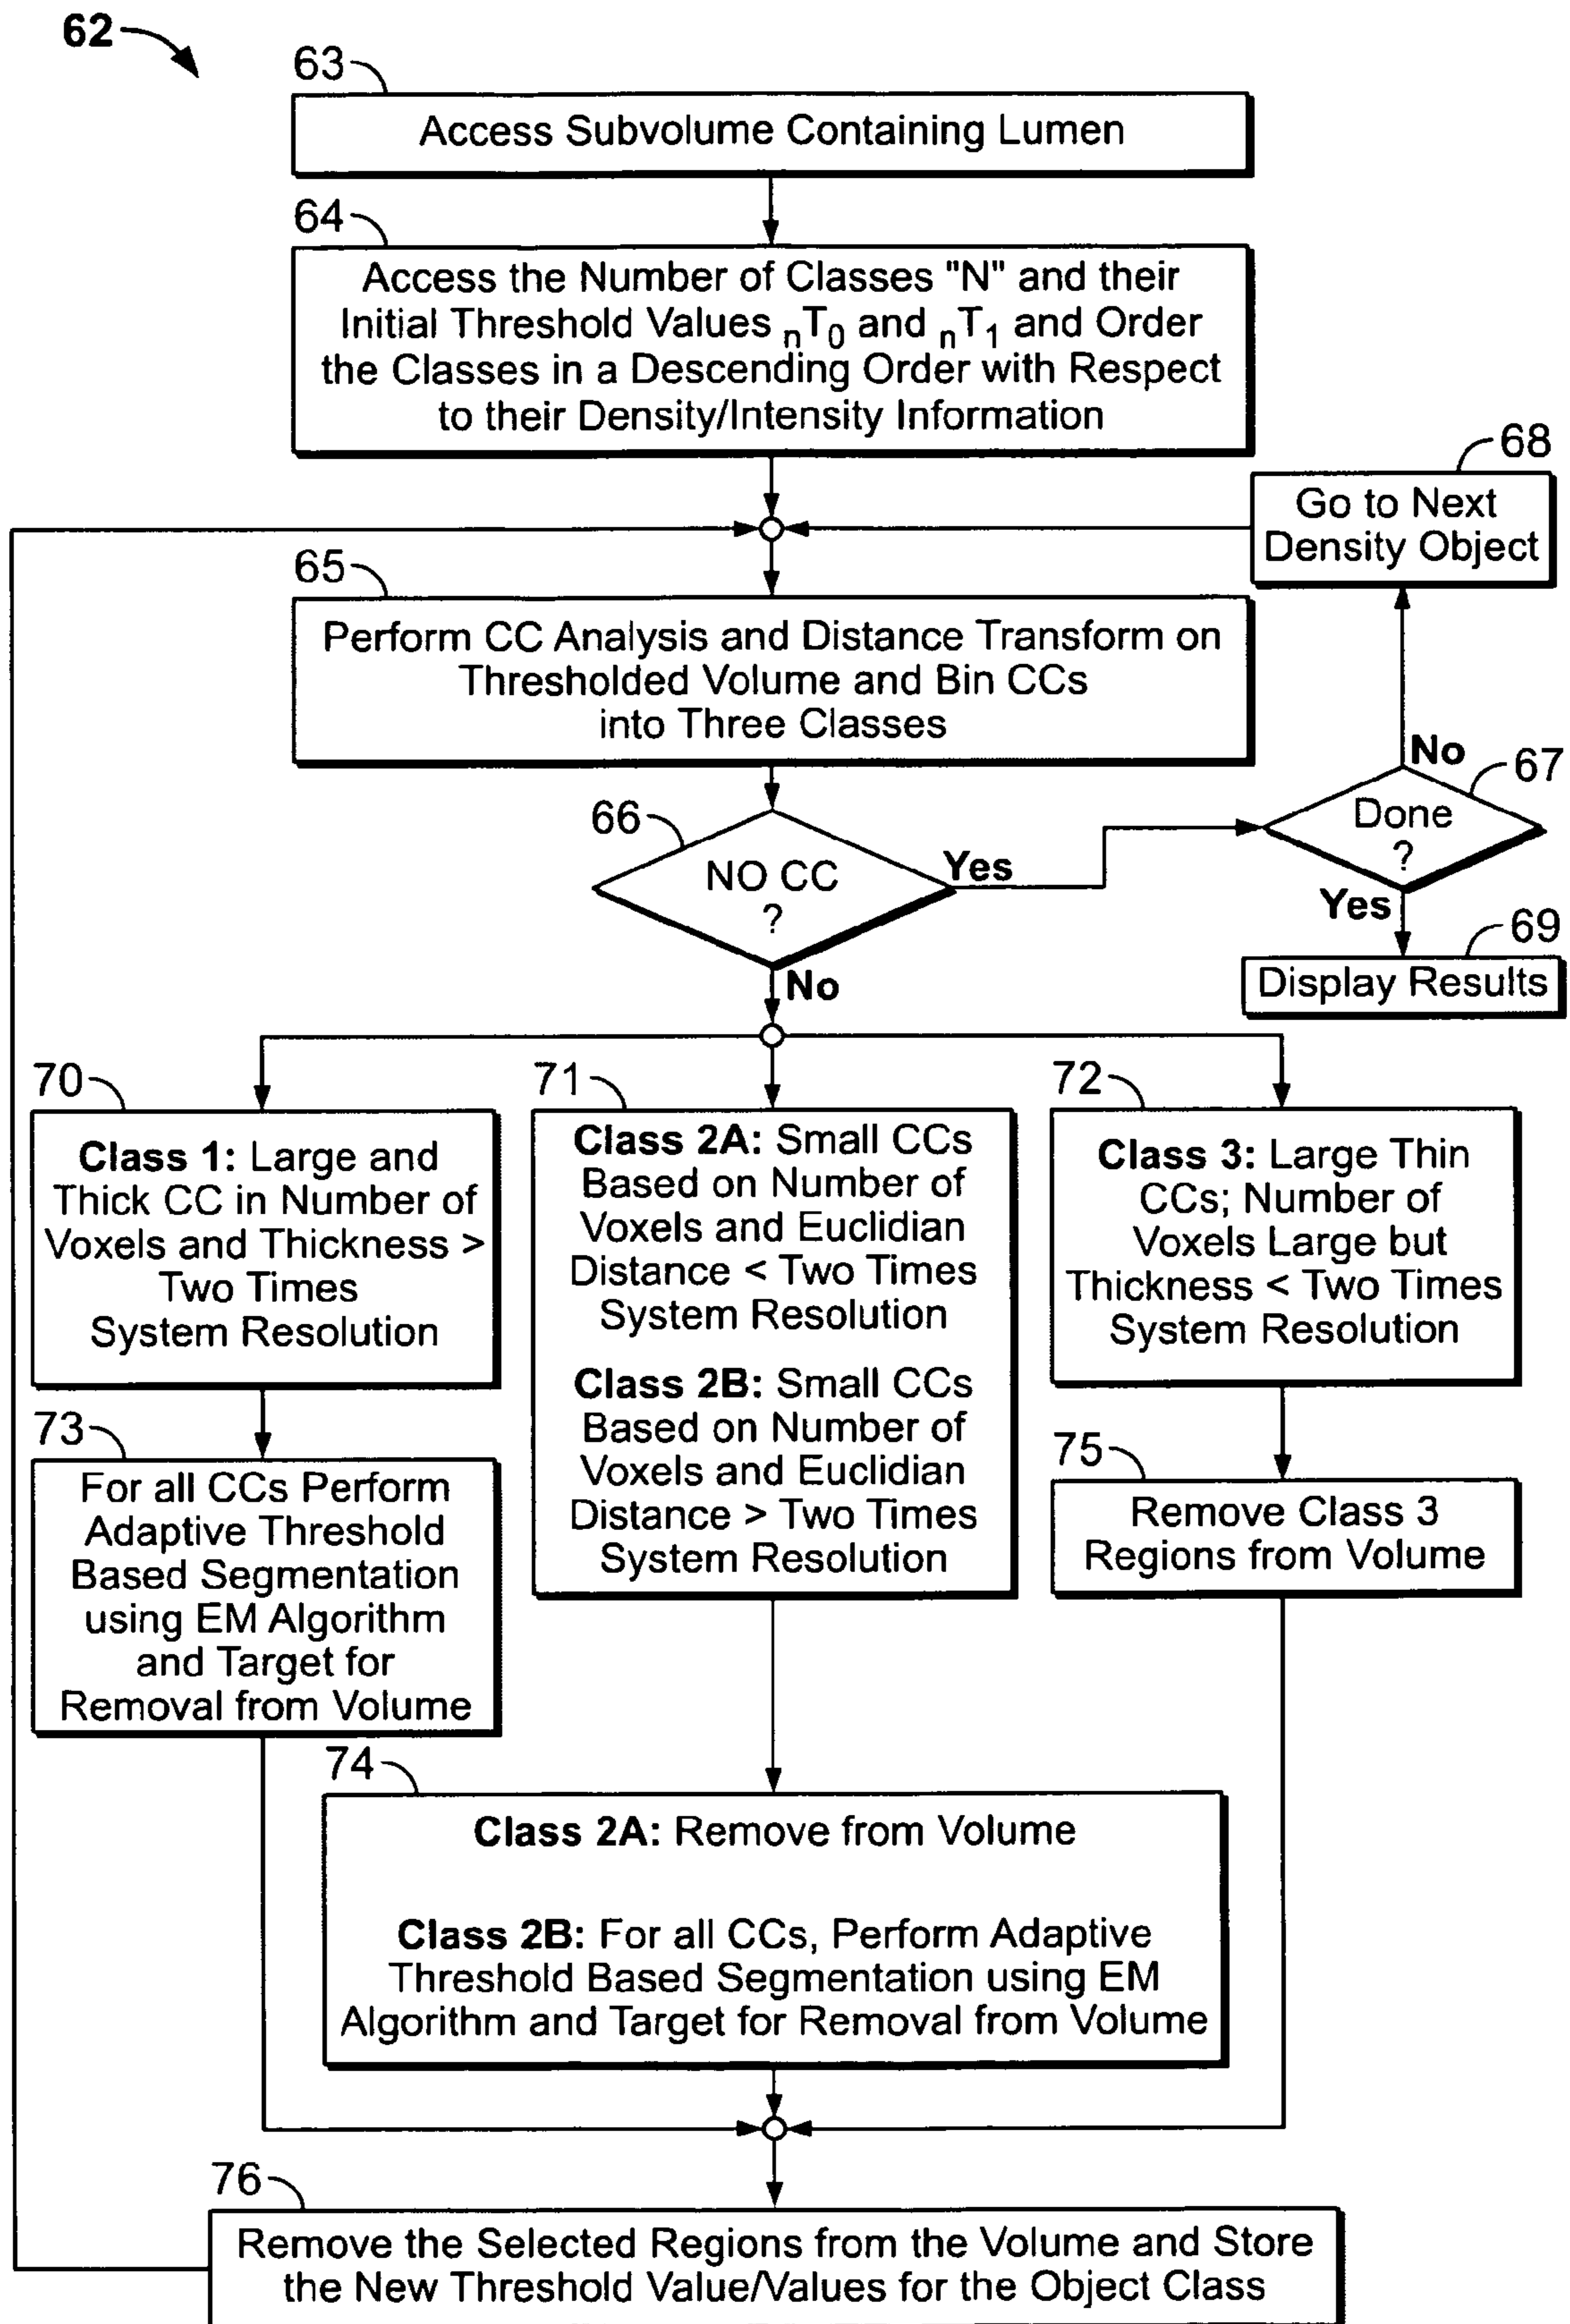 62
63
Access Subvolume Containing Lumen
64
Access the Number of Classes "N" and their
Initial Threshold Values nT0 and nT1 and Order
the Classes in a Descending Order with Respect
to their Density/Intensity Information
68
Go to Next
Density Object
65
Perform CC Analysis and Distance Transform on
Thresholded Volume and Bin CCs
into Three Classes
66
NO CC
?
Yes
No
67
Done
?
No
Yes
69
Display Results
70
Class 1: Large and
Thick CC in Number of
Voxels and Thickness >
Two Times
System Resolution
71
Class 2A: Small CCs
Based on Number of
Voxels and Euclidian
Distance < Two Times
System Resolution
Class 2B: Small CCs
Based on Number of
Voxels and Euclidian
Distance > Two Times
System Resolution
72
Class 3: Large Thin
CCs; Number of
Voxels Large but
Thickness < Two Times
System Resolution
73
For all CCs Perform
Adaptive Threshold
Based Segmentation
using EM Algorithm
and Target for
Removal from Volume
75
Remove Class 3
Regions from Volume
74
Class 2A: Remove from Volume
Class 2B: For all CCs, Perform Adaptive
Threshold Based Segmentation using EM
Algorithm and Target for Removal from Volume
76
Remove the Selected Regions from the Volume and Store
the New Threshold Value/Values for the Object Class